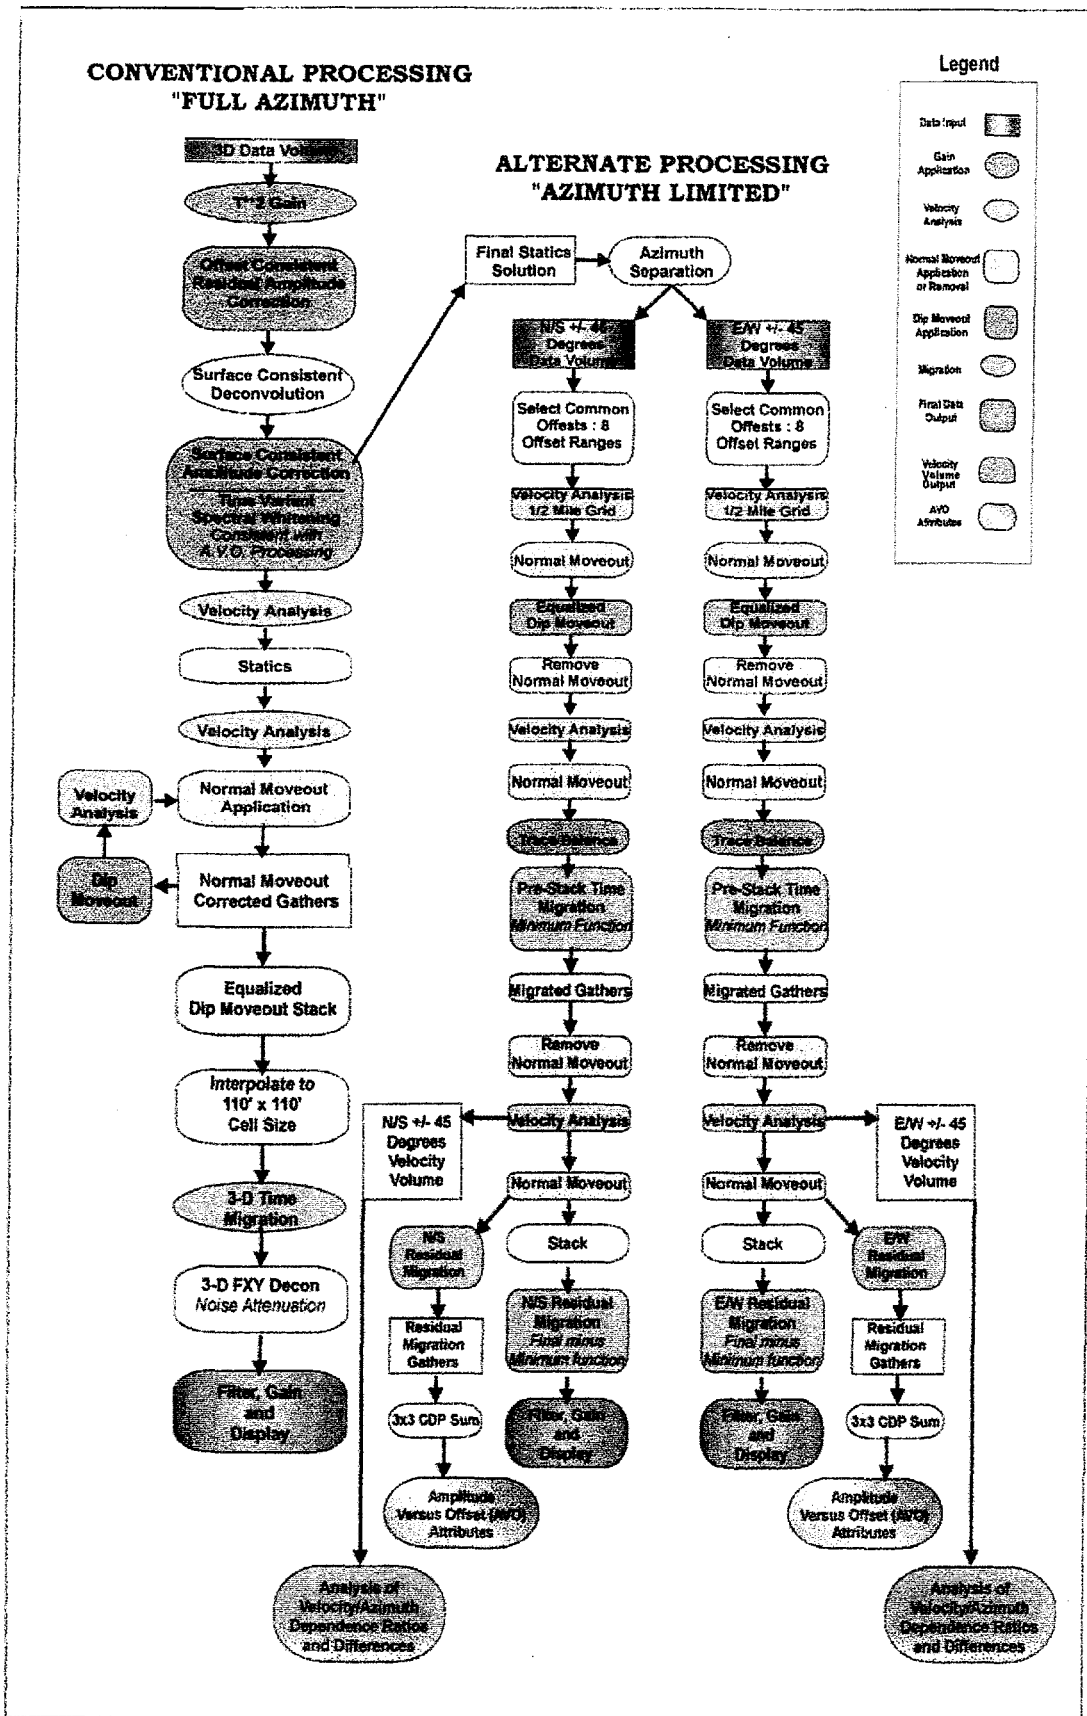 CONVENTIONAL PROCESSING
"FULL AZIMUTH"
3D Data Volume
T**2 Gain
Offset Consistent
Residual Amplitude
Correction
Surface Consistent
Deconvolution
Surface Consistent
Amplitude Correction
Time Variant
Spectral Whitening
Consistent with
A.V.O. Processing
Velocity Analysis
Statics
Velocity Analysis
Normal Moveout
Application
Velocity
Analysis
Dip
Moveout
Normal Moveout
Corrected Gathers
Equalized
Dip Moveout Stack
Interpolate to
110' x 110'
Cell Size
3-D Time
Migration
3-D FXY Decon
Noise Attenuation
Filter, Gain
and
Display
ALTERNATE PROCESSING
"AZIMUTH LIMITED"
Final Statics
Solution
Azimuth
Separation
N/S +/- 45
Degrees
Data Volume
Select Common
Offests : 8
Offset Ranges
Velocity Analysis
1/2 Mile Grid
Normal Moveout
Equalized
Dip Moveout
Remove
Normal Moveout
Velocity Analysis
Normal Moveout
Trace Balance
Pre-Stack Time
Migration
Minimum Function
Migrated Gathers
Remove
Normal Moveout
Velocity Analysis
N/S +/- 45
Degrees
Velocity
Volume
Normal Moveout
N/S
Residual
Migration
Stack
Residual
Migration
Gathers
N/S Residual
Migration
Final minus
Minimum function
3x3 CDP Sum
Filter, Gain
and
Display
Amplitude
Versus Offset (AVO)
Attributes
Analysis of
Velocity/Azimuth
Dependence Ratios
and Differences
E/W +/- 45
Degrees
Data Volume
Select Common
Offests : 8
Offset Ranges
Velocity Analysis
1/2 Mile Grid
Normal Moveout
Equalized
Dip Moveout
Remove
Normal Moveout
Velocity Analysis
Normal Moveout
Trace Balance
Pre-Stack Time
Migration
Minimum Function
Migrated Gathers
Remove
Normal Moveout
Velocity Analysis
E/W +/- 45
Degrees
Velocity
Volume
Normal Moveout
Stack
E/W
Residual
Migration
E/W Residual
Migration
Final minus
Minimum function
Residual
Migration
Gathers
Filter, Gain
and
Display
3x3 CDP Sum
Amplitude
Versus Offset (AVO)
Attributes
Analysis of
Velocity/Azimuth
Dependence Ratios
and Differences
Legend
Data Input
Gain
Application
Velocity
Analysis
Normal Moveout
Application
or Removal
Dip Moveout
Application
Migration
Final Data
Output
Velocity
Volume
Output
AVO
Attributes